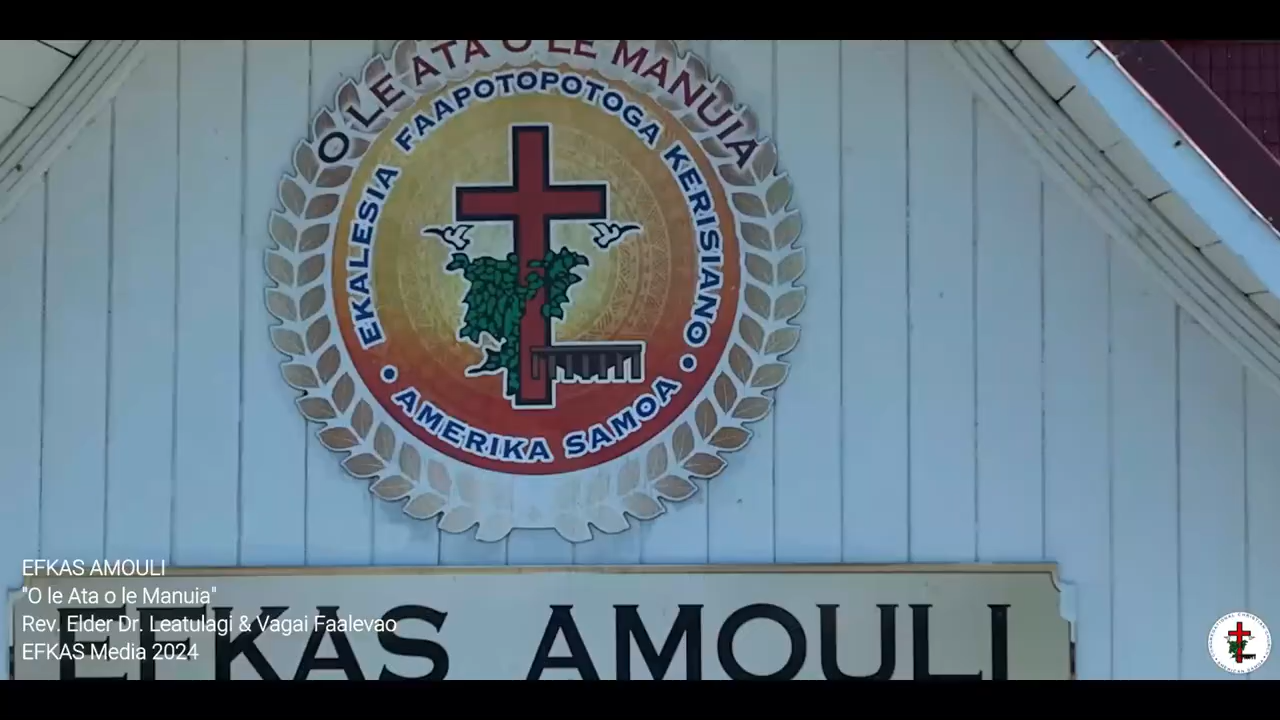 O LE ATA O LE MANUIA
EKALESIA FAAPOTOPOTOGA KERISIANO
• AMERIKA SAMOA •
EFKAS AMOULI
"O le Ata o le Manuia"
Rev. Elder Dr. Leatulagi & Vagai Faalevao
EFKAS Media 2024
EFKAS AMOULI